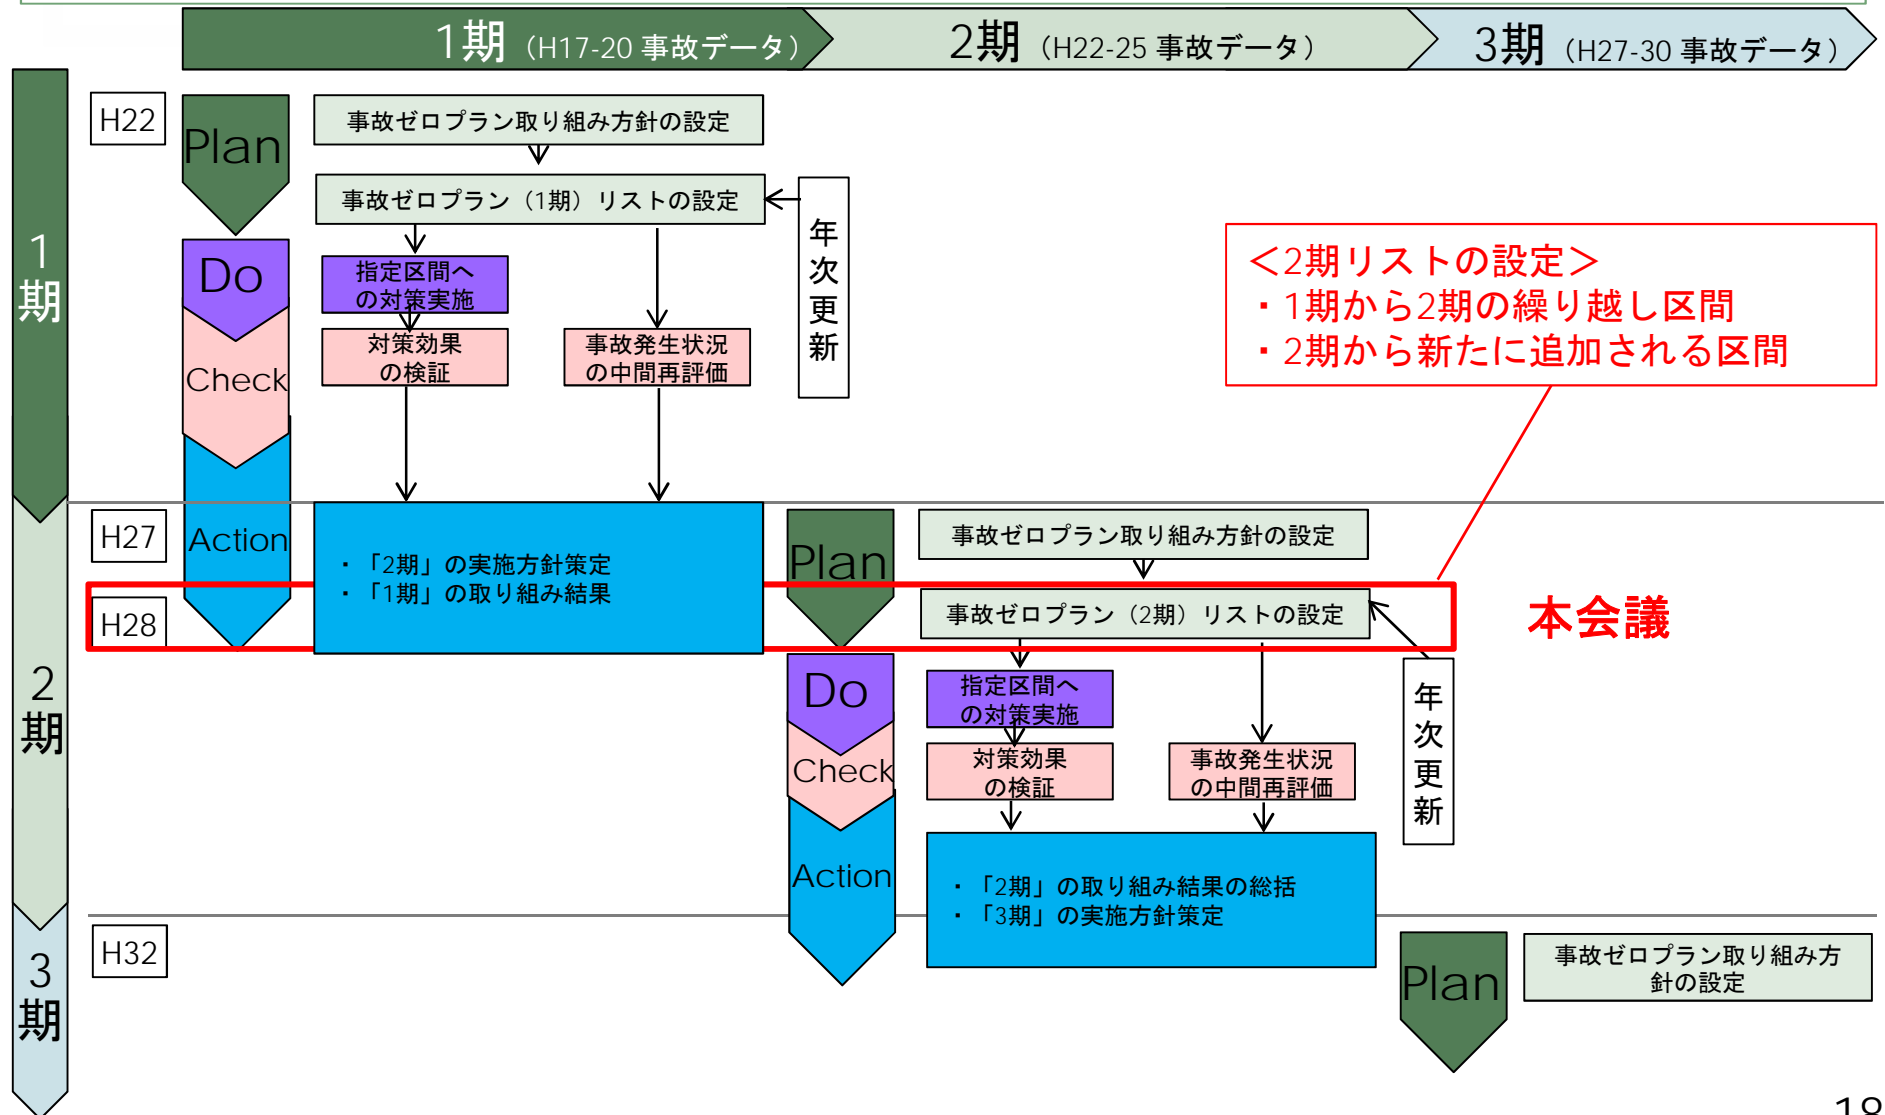 1期（H17-20 事故データ）
2期（H22-25 事故データ）
3期（H27-30 事故データ）
1
期
H22
Plan
事故ゼロプラン取り組み方針の設定
事故ゼロプラン（1期）リストの設定
年
次
更
新
Do
指定区間へ
の対策実施
Check
対策効果
の検証
事故発生状況
の中間再評価
＜2期リストの設定＞
・1期から2期の繰り越し区間
・2期から新たに追加される区間
2
期
H27
Action
・「2期」の実施方針策定
・「1期」の取り組み結果
H28
Plan
事故ゼロプラン取り組み方針の設定
事故ゼロプラン（2期）リストの設定
本会議
年
次
更
新
Do
指定区間へ
の対策実施
Check
対策効果
の検証
事故発生状況
の中間再評価
Action
・「2期」の取り組み結果の総括
・「3期」の実施方針策定
3
期
H32
Plan
事故ゼロプラン取り組み方
針の設定
18